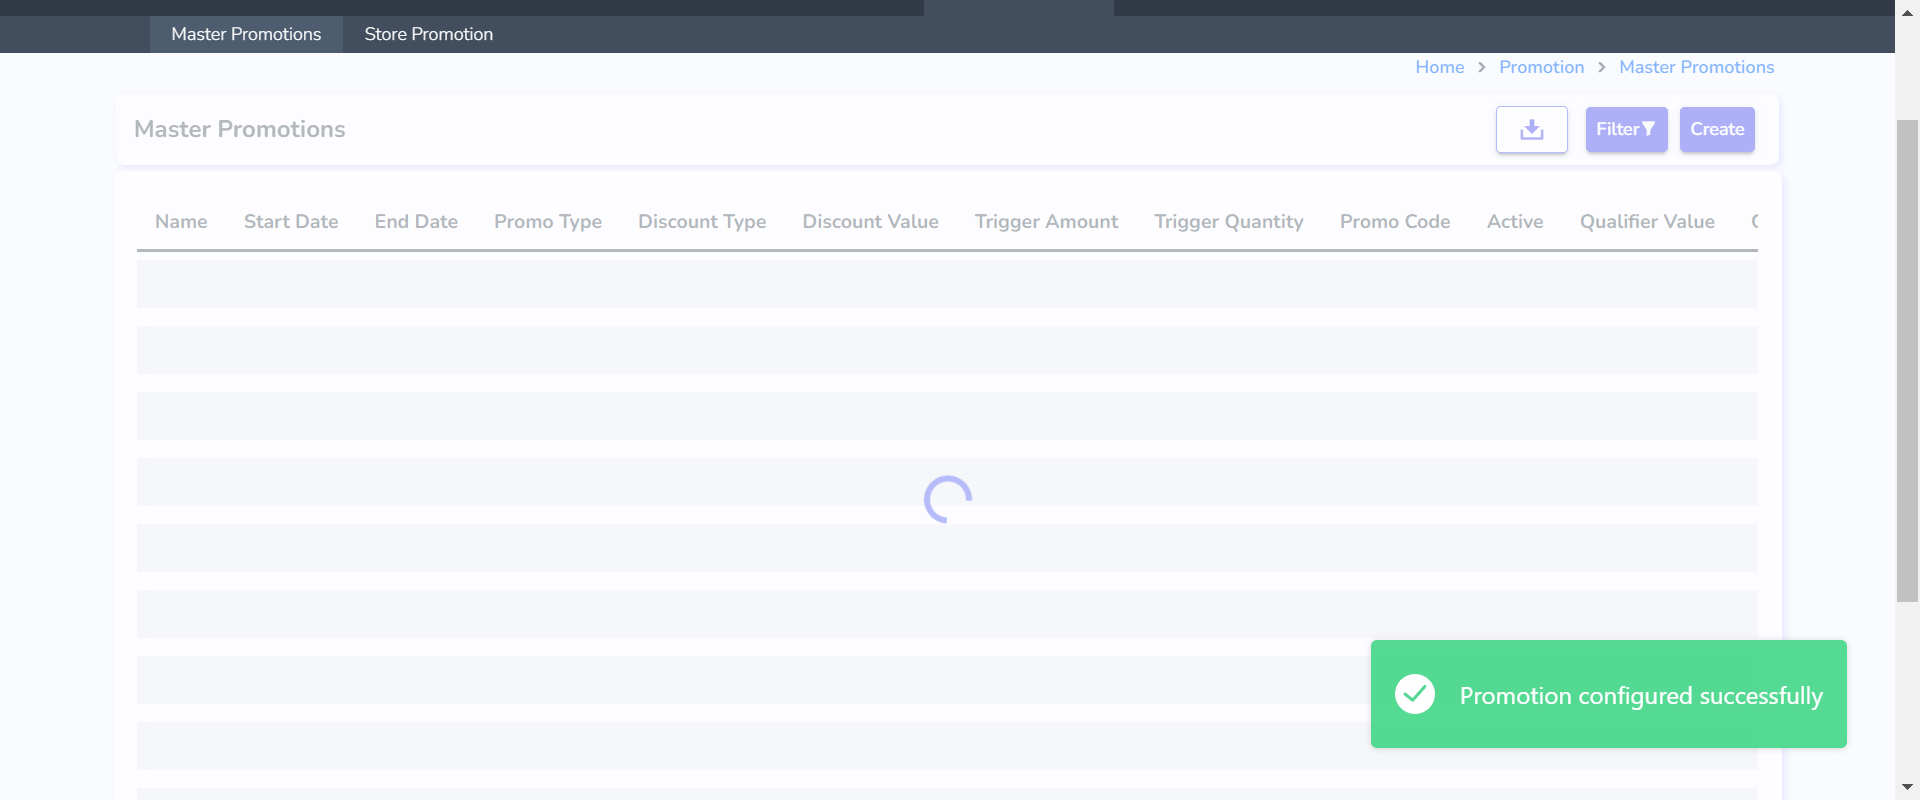 Master Promotions Store Promotion
Home Promotion Master Promotions
Master Promotions Filter Create
Name Start Date End Date Promo Type Discount Type Discount Value Trigger Amount Trigger Quantity Promo Code Active Qualifier Value
Promotion configured successfully